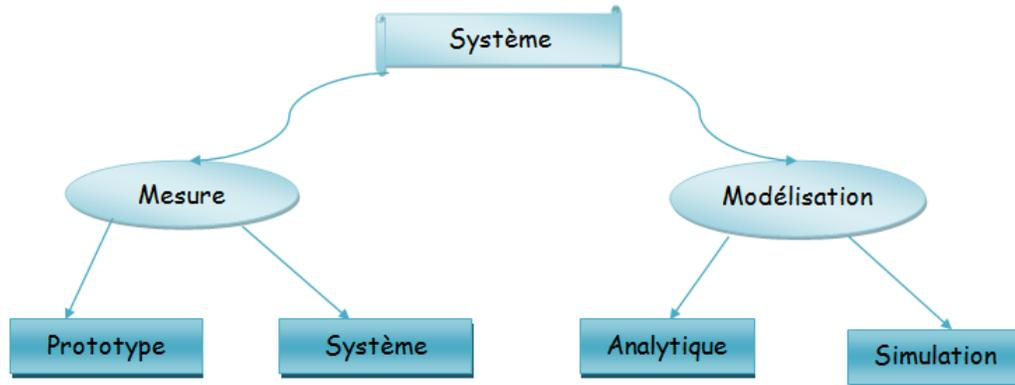 Système
Mesure
Modélisation
Prototype
Système
Analytique
Simulation